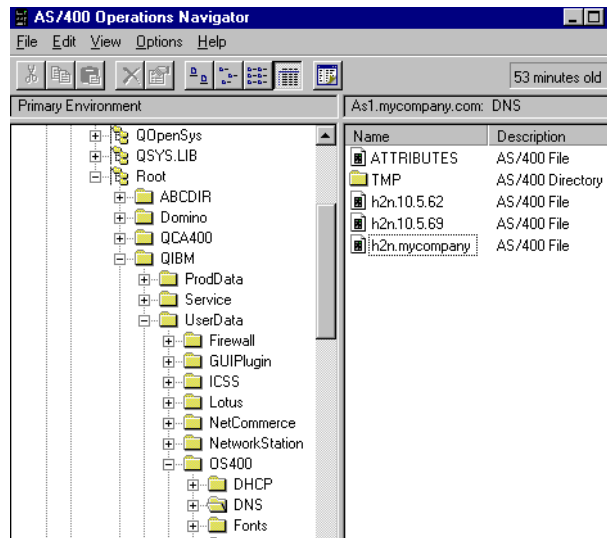 AS/400 Operations Navigator
File Edit View Options Help
53 minutes old
Primary Environment
As1.mycompany.com: DNS
QOpenSys
QSYS.LIB
Root
ABCDIR
Domino
QCA400
QIBM
ProdData
Service
UserData
Firewall
GUIPlugin
ICSS
Lotus
NetCommerce
NetworkStation
OS400
DHCP
DNS
Fonts
Name Description
ATTRIBUTES AS/400 File
TMP AS/400 Directory
h2n.10.5.62 AS/400 File
h2n.10.5.69 AS/400 File
h2n.mycompany AS/400 File